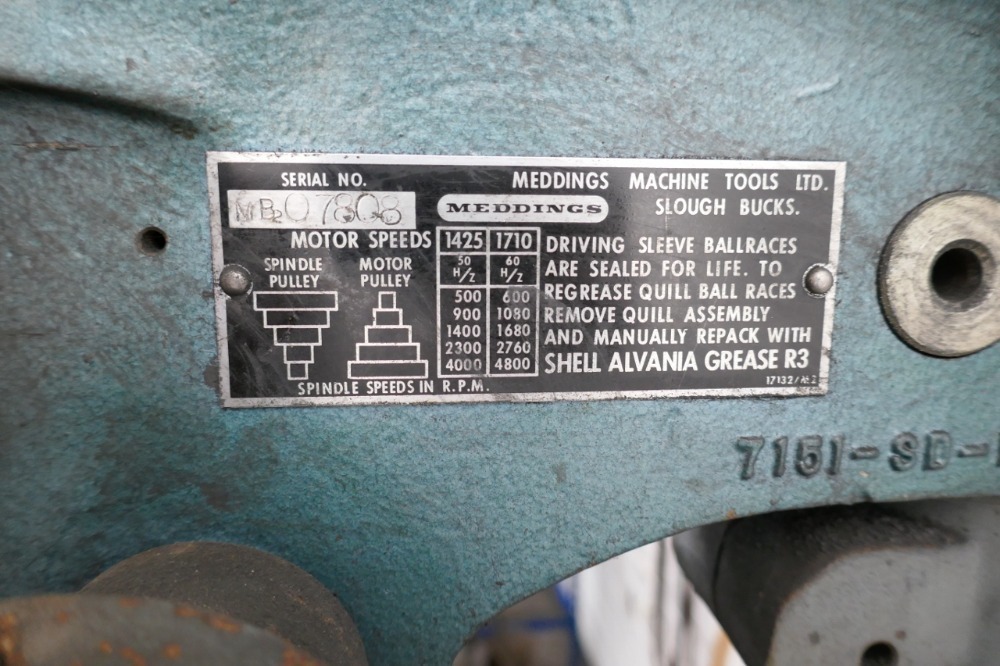 SERIAL NO.
MB2 07808
MEDDINGS MACHINE TOOLS LTD.
MEDDINGS
SLOUGH BUCKS.
MOTOR SPEEDS 1425 1710
SPINDLE PULLEY
MOTOR PULLEY
50 H/z 60 H/z
500 600
900 1080
1400 1680
2300 2760
4000 4800
SPINDLE SPEEDS IN R.P.M.
DRIVING SLEEVE BALLRACES
ARE SEALED FOR LIFE. TO
REGREASE QUILL BALL RACES
REMOVE QUILL ASSEMBLY
AND MANUALLY REPACK WITH
SHELL ALVANIA GREASE R3
7151-SD-